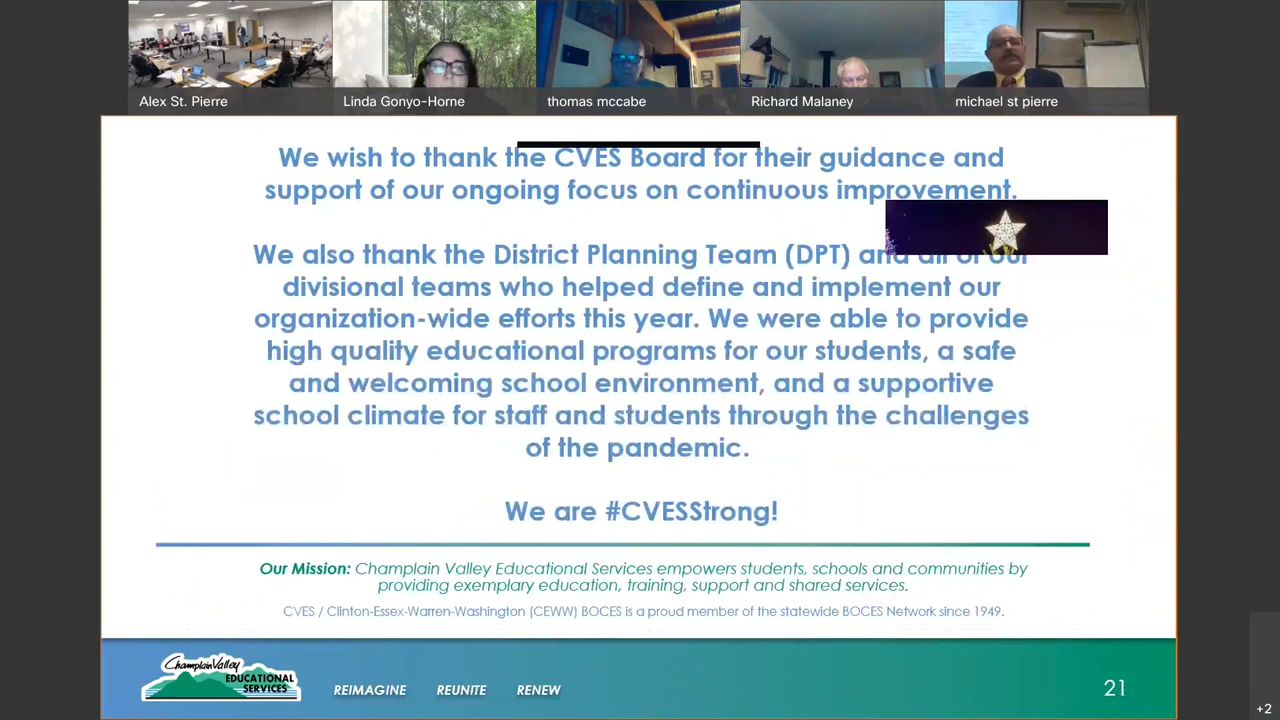 Alex St. Pierre
Linda Gonyo-Horne
thomas mccabe
Richard Malaney
michael st pierre
We wish to thank the CVES Board for their guidance and
support of our ongoing focus on continuous improvement.
We also thank the District Planning Team (DPT) and all of our
divisional teams who helped define and implement our
organization-wide efforts this year. We were able to provide
high quality educational programs for our students, a safe
and welcoming school environment, and a supportive
school climate for staff and students through the challenges
of the pandemic.
We are #CVESStrong!
Our Mission: Champlain Valley Educational Services empowers students, schools and communities by
providing exemplary education, training, support and shared services.
CVES / Clinton-Essex-Warren-Washington (CEWW) BOCES is a proud member of the statewide BOCES Network since 1949.
Champlain Valley
EDUCATIONAL
SERVICES
REIMAGINE REUNITE RENEW
21
+2